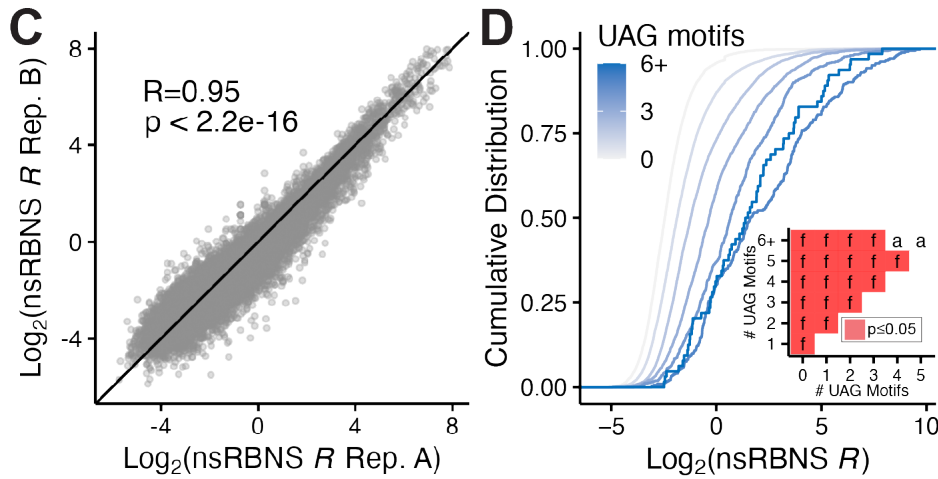 C
Log2(nsRBNS R Rep. B)
8
4
0
-4
R=0.95
p < 2.2e-16
-4 0 4 8
Log2(nsRBNS R Rep. A)
D
Cumulative Distribution
1.00
0.75
0.50
0.25
0.00
UAG motifs
6+
3
0
# UAG Motifs
6+ f f f f a a
5 f f f f f
4 f f f f
3 f f f
2 f f
1 f
p≤0.05
0 1 2 3 4 5
# UAG Motifs
−5 0 5 10
Log2(nsRBNS R)